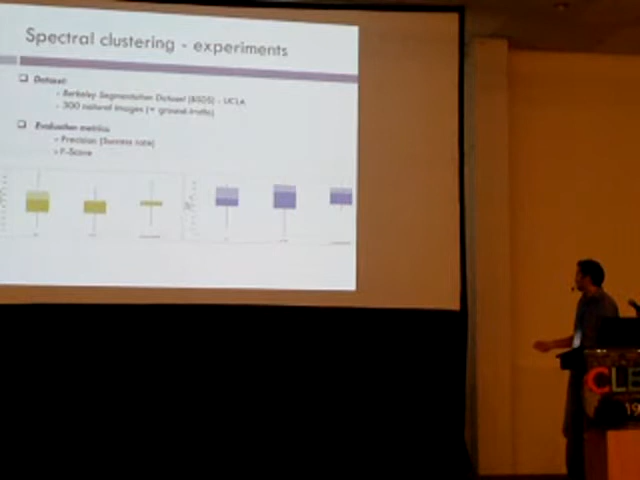 Spectral clustering - experiments
Dataset:
- Berkeley Segmentation Dataset (BSDS) - UCLA
- 300 natural images (+ ground-truth)
Evaluation metrics
- Precision (Success rate)
- F-Score
CLE
19